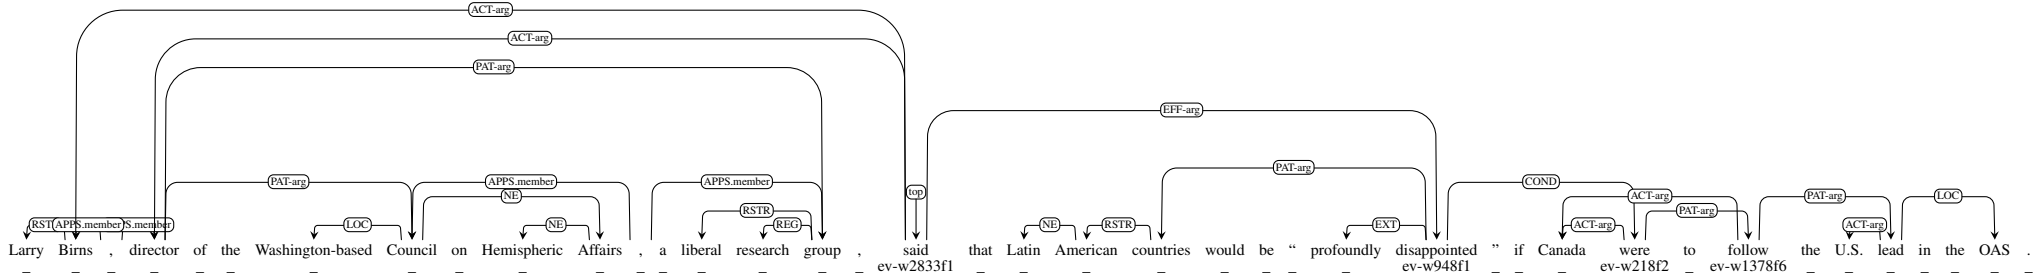 ACT-arg
ACT-arg
PAT-arg
EFF-arg
PAT-arg
PAT-arg APPS.member APPS.member COND
NE top ACT-arg PAT-arg LOC
RSTR RSTR PAT-arg
RST APPS.member S.member LOC NE REG NE RSTR EXT ACT-arg ACT-arg
Larry Birns , director of the Washington-based Council on Hemispheric Affairs , a liberal research group , said that Latin American countries would be “ profoundly disappointed ” if Canada were to follow the U.S. lead in the OAS .
_ _ _ _ _ _ _ _ _ _ _ _ _ _ _ _ _ ev-w2833f1 _ _ _ _ _ _ _ _ ev-w948f1 _ _ _ ev-w218f2 _ ev-w1378f6 _ _ _ _ _ _ _